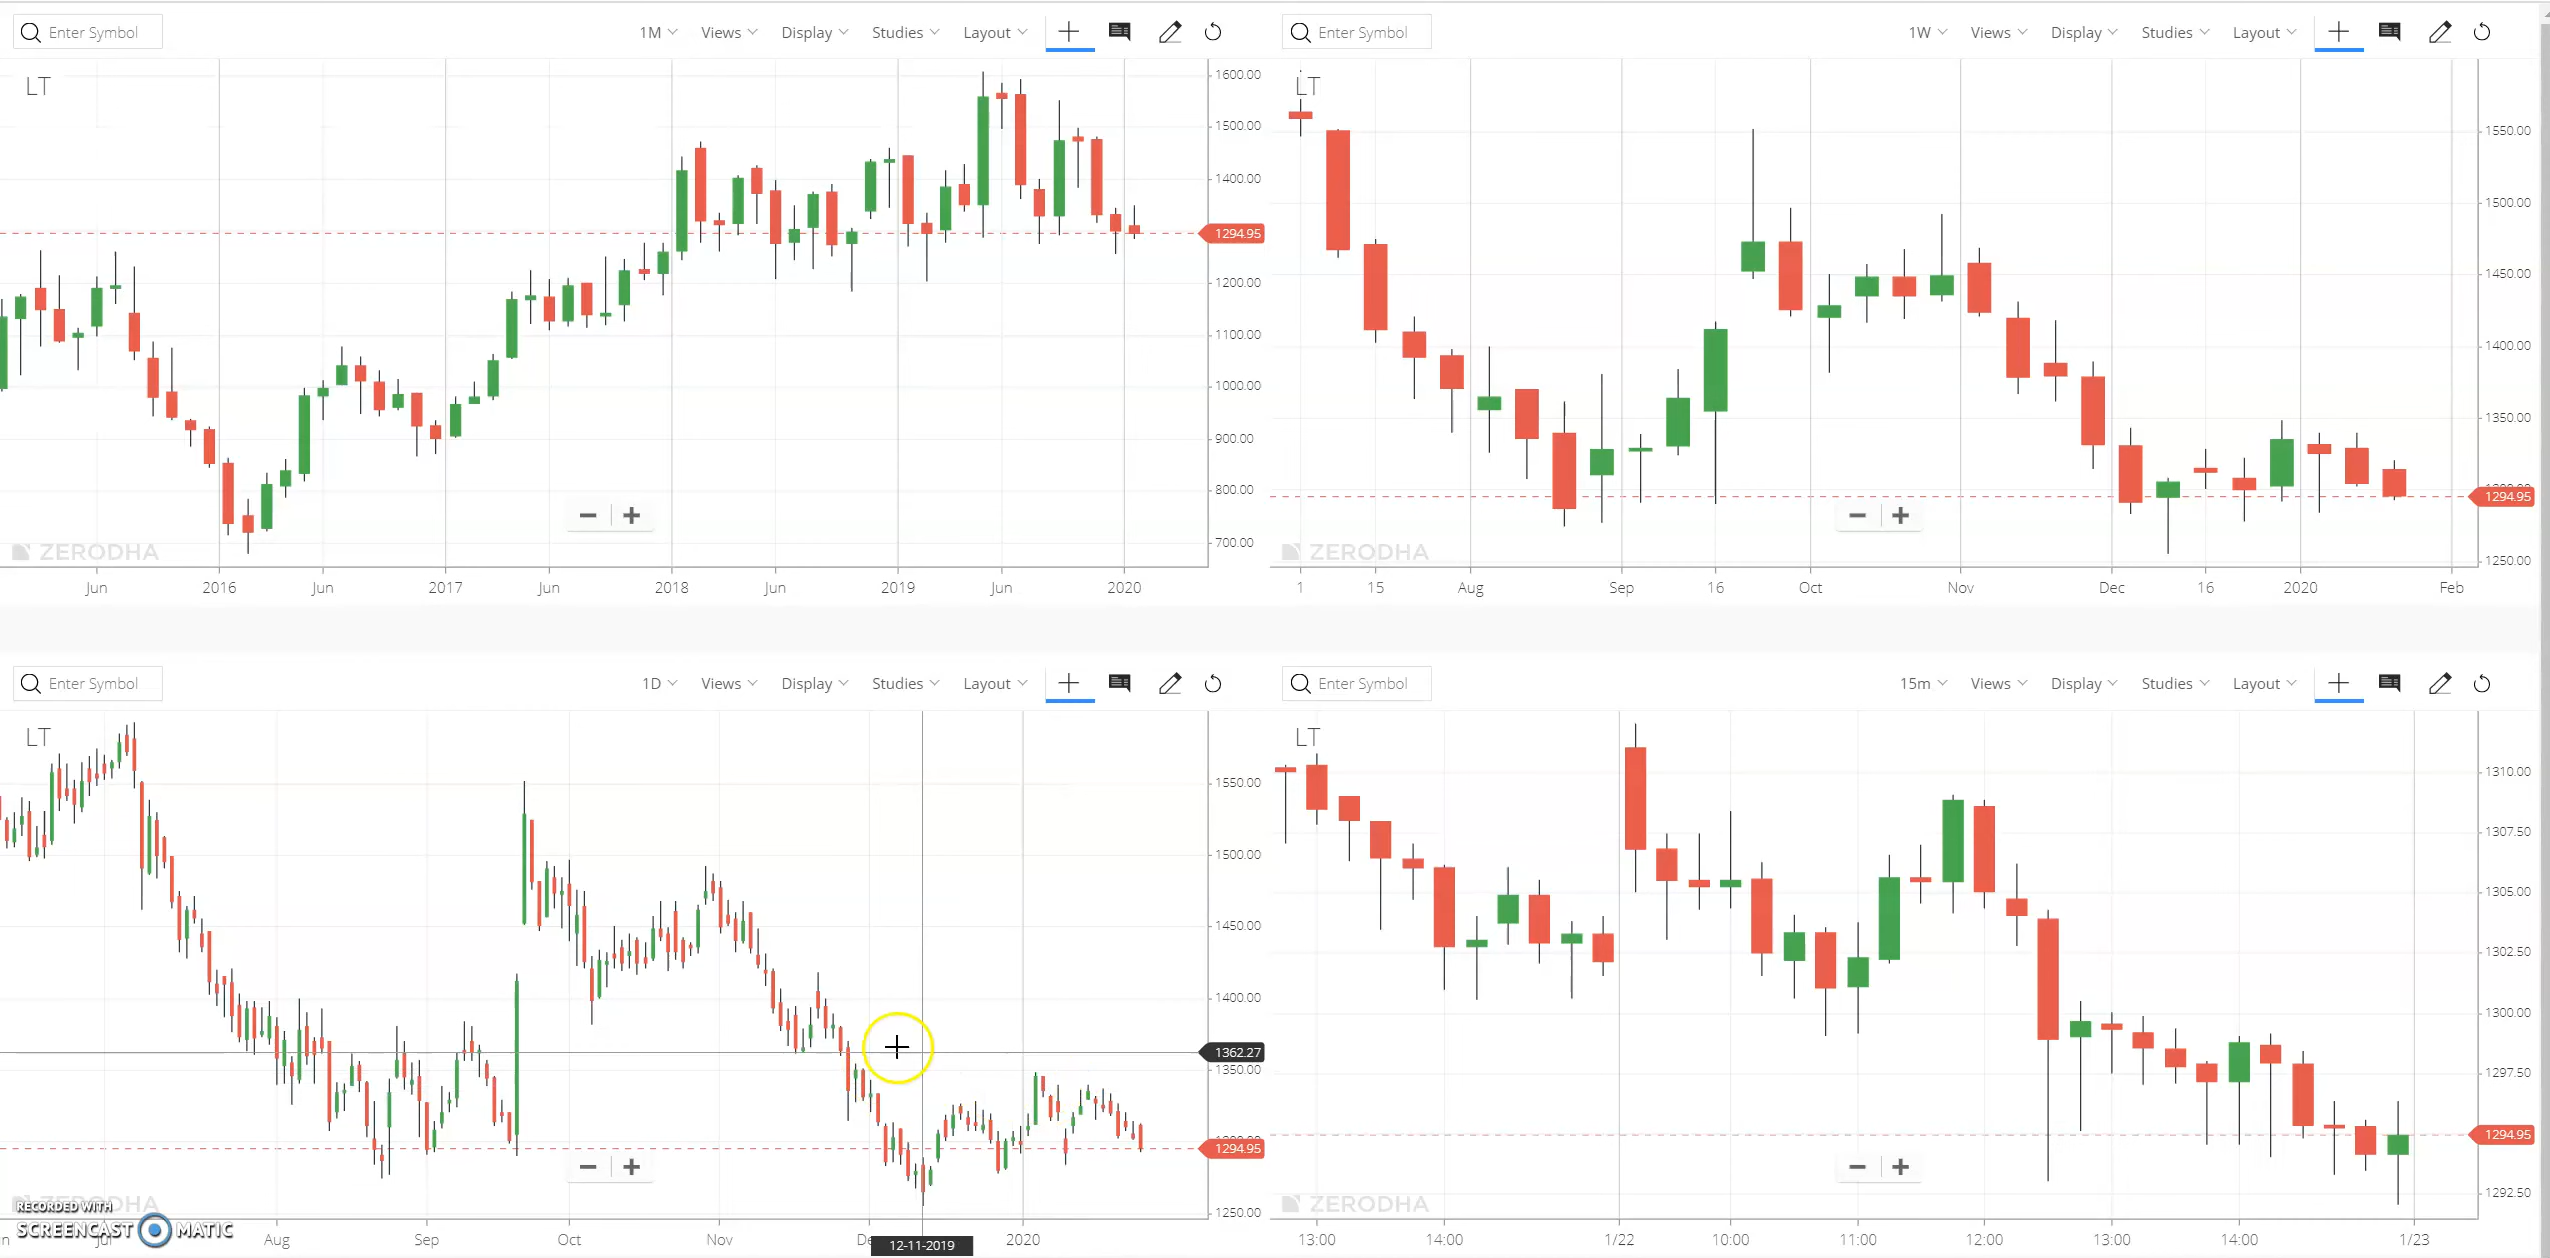 Enter Symbol 1M Views Display Studies Layout
LT
1600.00
1500.00
1400.00
1294.95
1200.00
1100.00
1000.00
900.00
800.00
700.00
ZERODHA
Jun 2016 Jun 2017 Jun 2018 Jun 2019 Jun 2020
Enter Symbol 1W Views Display Studies Layout
LT
1550.00
1500.00
1450.00
1400.00
1350.00
1294.95
1250.00
ZERODHA
1 15 Aug Sep 16 Oct Nov Dec 16 2020 Feb
Enter Symbol 1D Views Display Studies Layout
LT
1550.00
1500.00
1450.00
1400.00
1362.27
1350.00
1294.95
1250.00
ZERODHA
RECORDED WITH
SCREENCAST MATIC
Aug Sep Oct Nov 12-11-2019 2020
Enter Symbol 15m Views Display Studies Layout
LT
1310.00
1307.50
1305.00
1302.50
1300.00
1297.50
1294.95
1292.50
ZERODHA
13:00 14:00 1/22 10:00 11:00 12:00 13:00 14:00 1/23